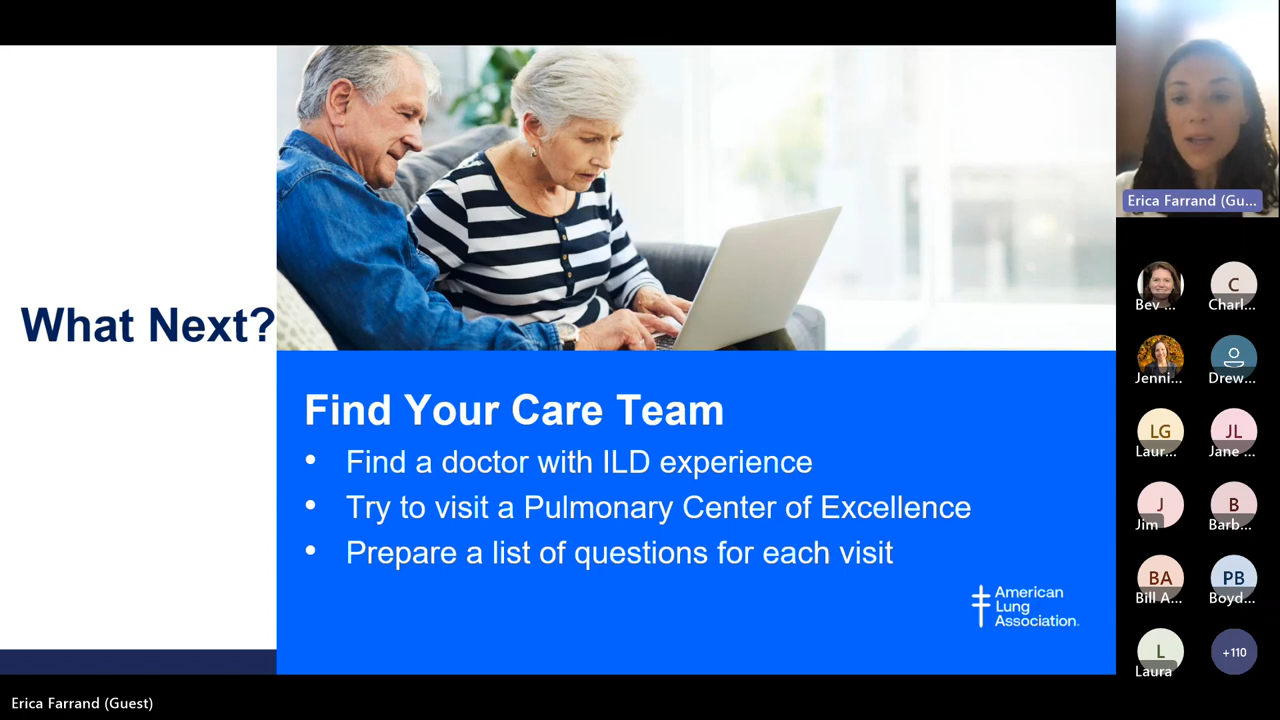 What Next?
Find Your Care Team
• Find a doctor with ILD experience
• Try to visit a Pulmonary Center of Excellence
• Prepare a list of questions for each visit
American
Lung
Association.
Erica Farrand (Gu...
Bev ...
C
Charl...
Jenni...
Drew...
LG
Laur...
JL
Jane ...
J
Jim
B
Barb...
BA
Bill A...
PB
Boyd...
L
Laura
+110
Erica Farrand (Guest)